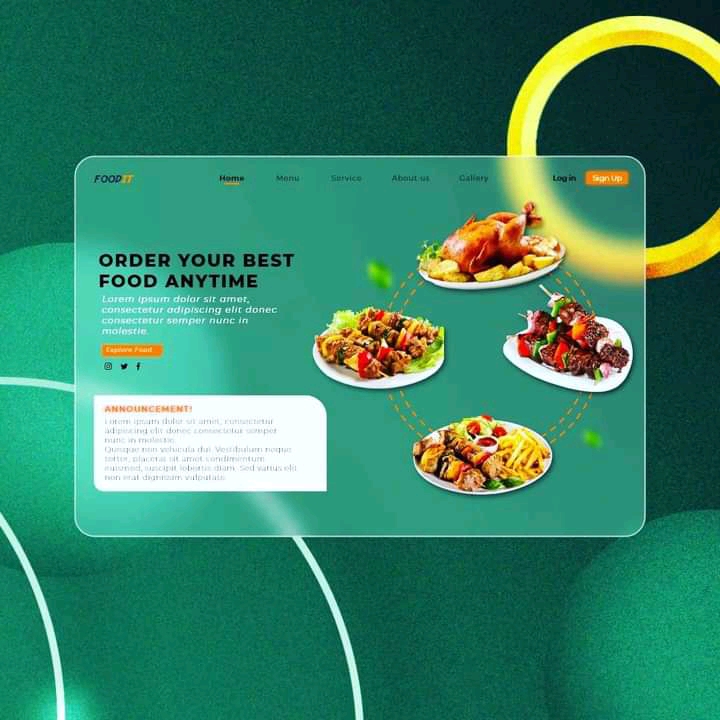 FOODIT
Home
Menu
Service
About us
Gallery
Log in
Sign Up
ORDER YOUR BEST
FOOD ANYTIME
Lorem ipsum dolor sit amet,
consectetur adipiscing elit donec
consectetur semper nunc in
molestie.
Explore Food
ANNOUNCEMENT!
Lorem ipsum dolor sit amet, consectetur
adipiscing elit donec consectetur semper
nunc in molestie.
Quisque non vehicula dui. Vestibulum neque
tortor, placerat sit amet condimentum
euismod, suscipit lobortis diam. Sed varius elit
non erat dignissim vulputate.